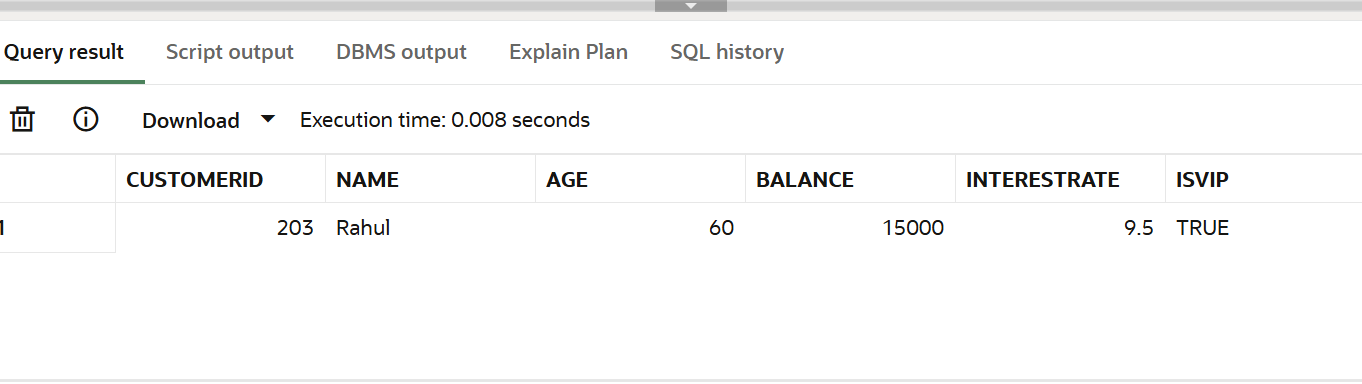 Query result Script output DBMS output Explain Plan SQL history
Download Execution time: 0.008 seconds
CUSTOMERID NAME AGE BALANCE INTERESTRATE ISVIP
1 203 Rahul 60 15000 9.5 TRUE